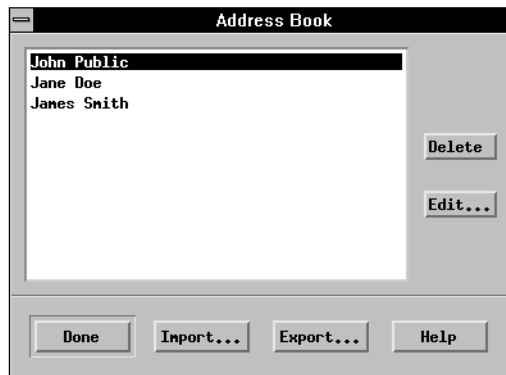 Address Book
John Public
Jane Doe
James Smith
Delete
Edit...
Done
Import...
Export...
Help